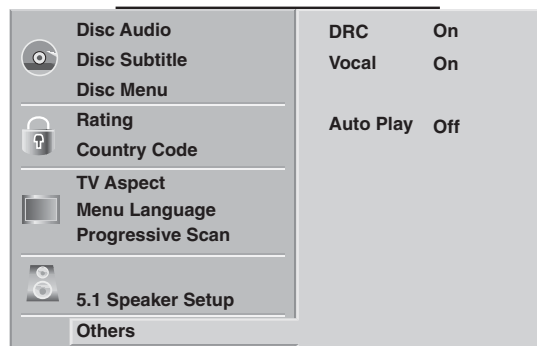 Disc Audio
Disc Subtitle
Disc Menu
Rating
Country Code
TV Aspect
Menu Language
Progressive Scan
5.1 Speaker Setup
Others
DRC On
Vocal On
Auto Play Off